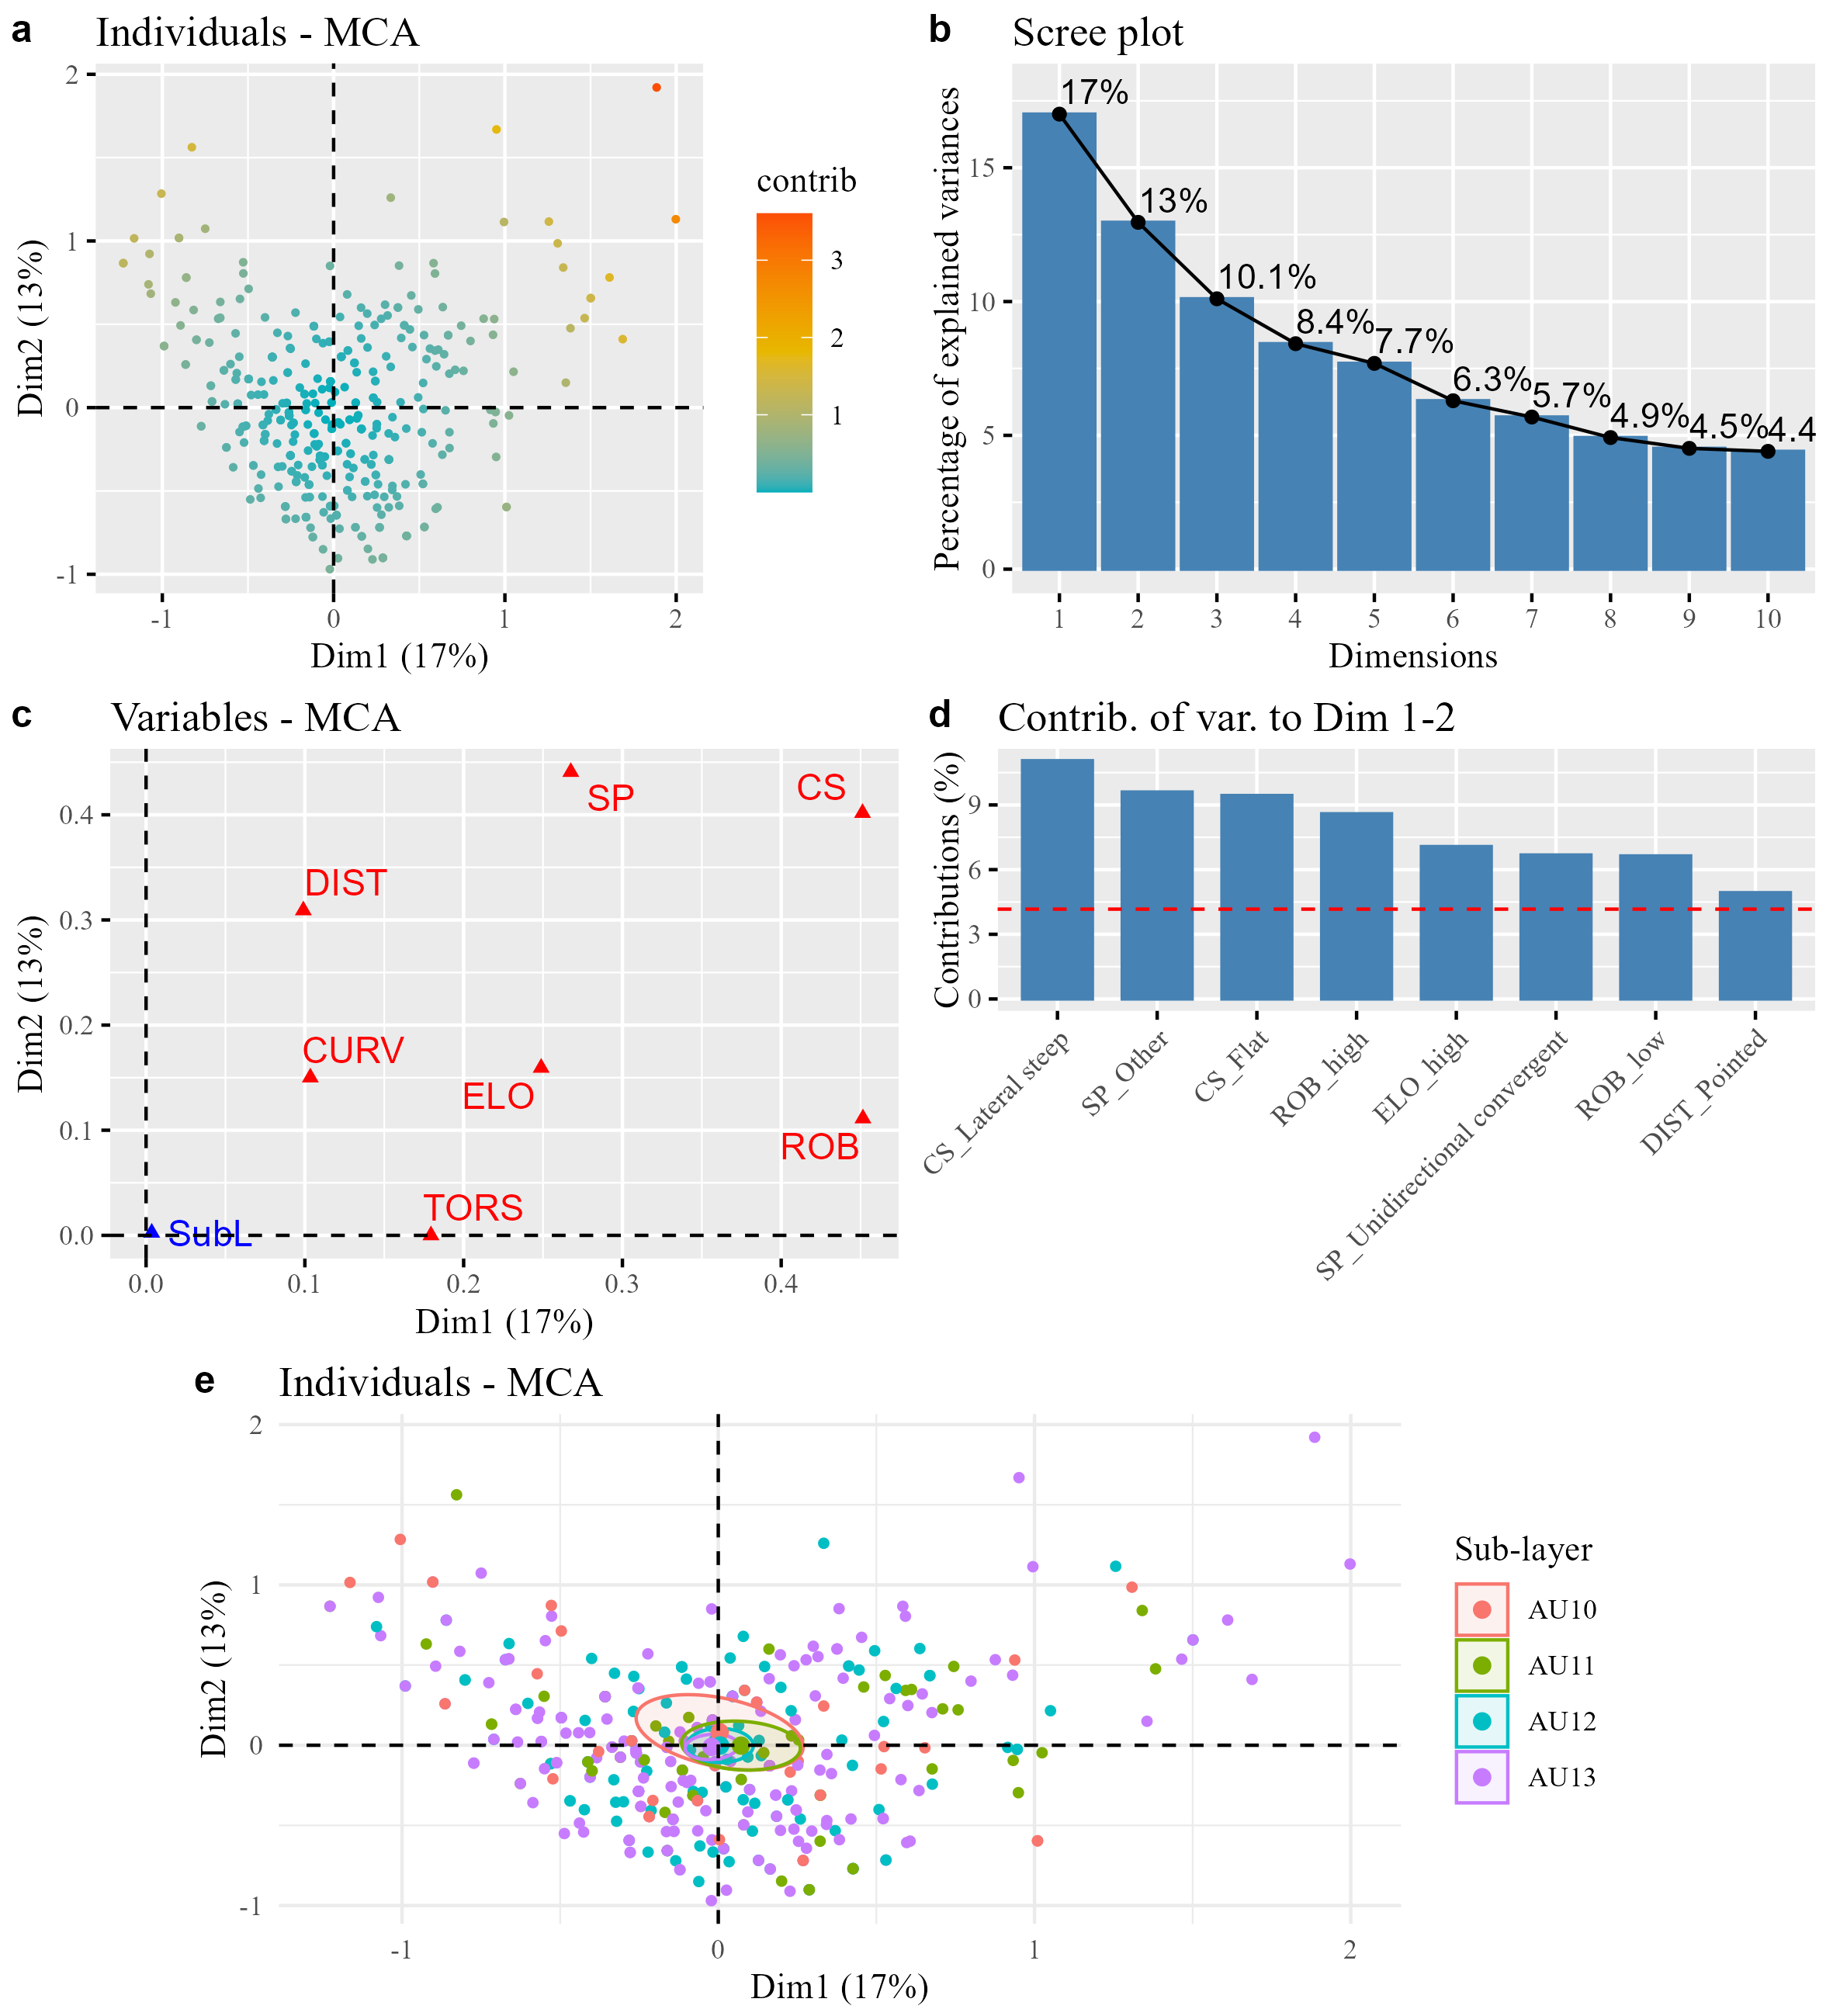 a Individuals - MCA
2
1
0
-1
-1 0 1 2
Dim2 (13%)
Dim1 (17%)
contrib
3
2
1
b Scree plot
17%
13%
10.1%
8.4%
7.7%
6.3%
5.7%
4.9%
4.5%
4.4
15
10
5
0
1 2 3 4 5 6 7 8 9 10
Percentage of explained variances
Dimensions
c Variables - MCA
SP
CS
DIST
CURV
ELO
ROB
TORS
SubL
0.4
0.3
0.2
0.1
0.0
0.0 0.1 0.2 0.3 0.4
Dim2 (13%)
Dim1 (17%)
d Contrib. of var. to Dim 1-2
9
6
3
0
Contributions (%)
CS_Lateral steep
SP_Other
CS_Flat
ROB_high
ELO_high
SP_Unidirectional convergent
ROB_low
DIST_Pointed
e Individuals - MCA
2
1
0
-1
-1 0 1 2
Dim2 (13%)
Dim1 (17%)
Sub-layer
AU10
AU11
AU12
AU13